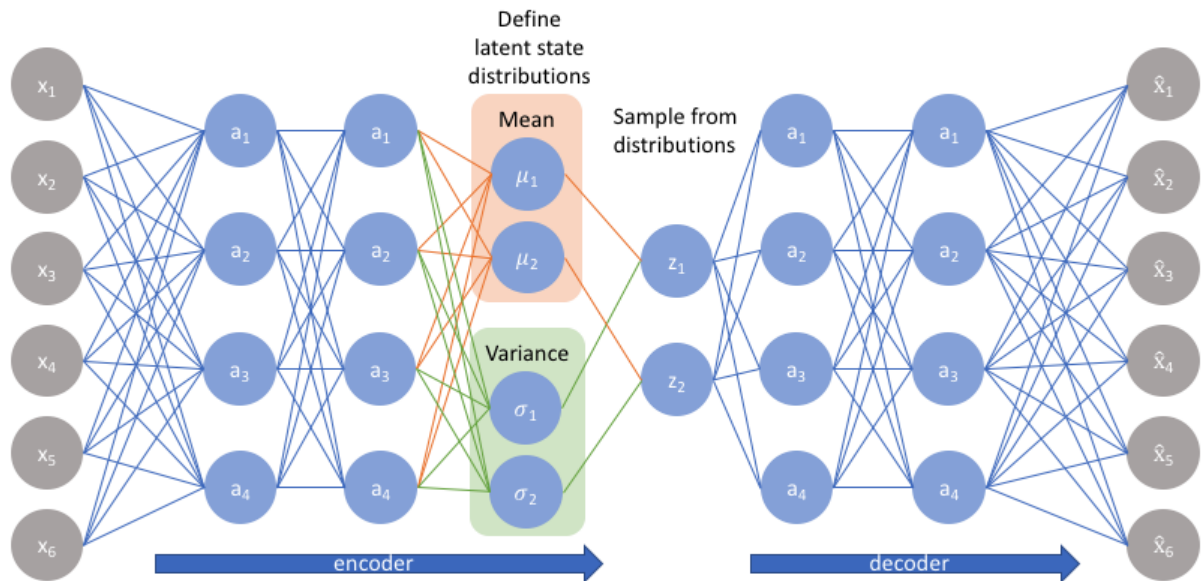 Define
latent state
distributions
Mean
Sample from
distributions
Variance
x₁
x₂
x₃
x₄
x₅
x₆
a₁
a₂
a₃
a₄
a₁
a₂
a₃
a₄
μ₁
μ₂
σ₁
σ₂
z₁
z₂
a₁
a₂
a₃
a₄
a₁
a₂
a₃
a₄
x̂₁
x̂₂
x̂₃
x̂₄
x̂₅
x̂₆
encoder
decoder